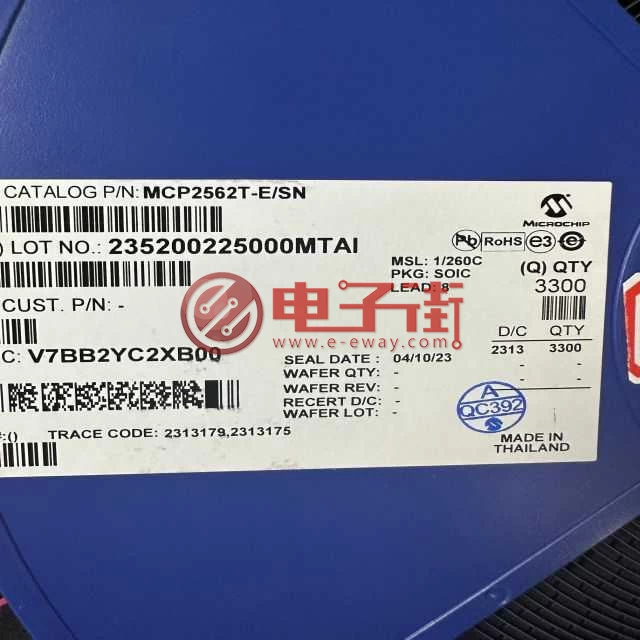 CATALOG P/N: MCP2562T-E/SN
MICROCHIP
) LOT NO.: 235200225000MTAI
Pb RoHS e3 e
MSL: 1/260C
PKG: SOIC
LEAD: 8
(Q) QTY
3300
CUST. P/N: -
电子街
www.e-eway.com
C: V7BB2YC2XB00
D/C QTY
2313 3300
- -
- -
SEAL DATE : 04/10/23
WAFER QTY: -
WAFER REV: -
RECERT D/C: -
WAFER LOT: -
A
QC392
:() TRACE CODE: 2313179,2313175
MADE IN
THAILAND